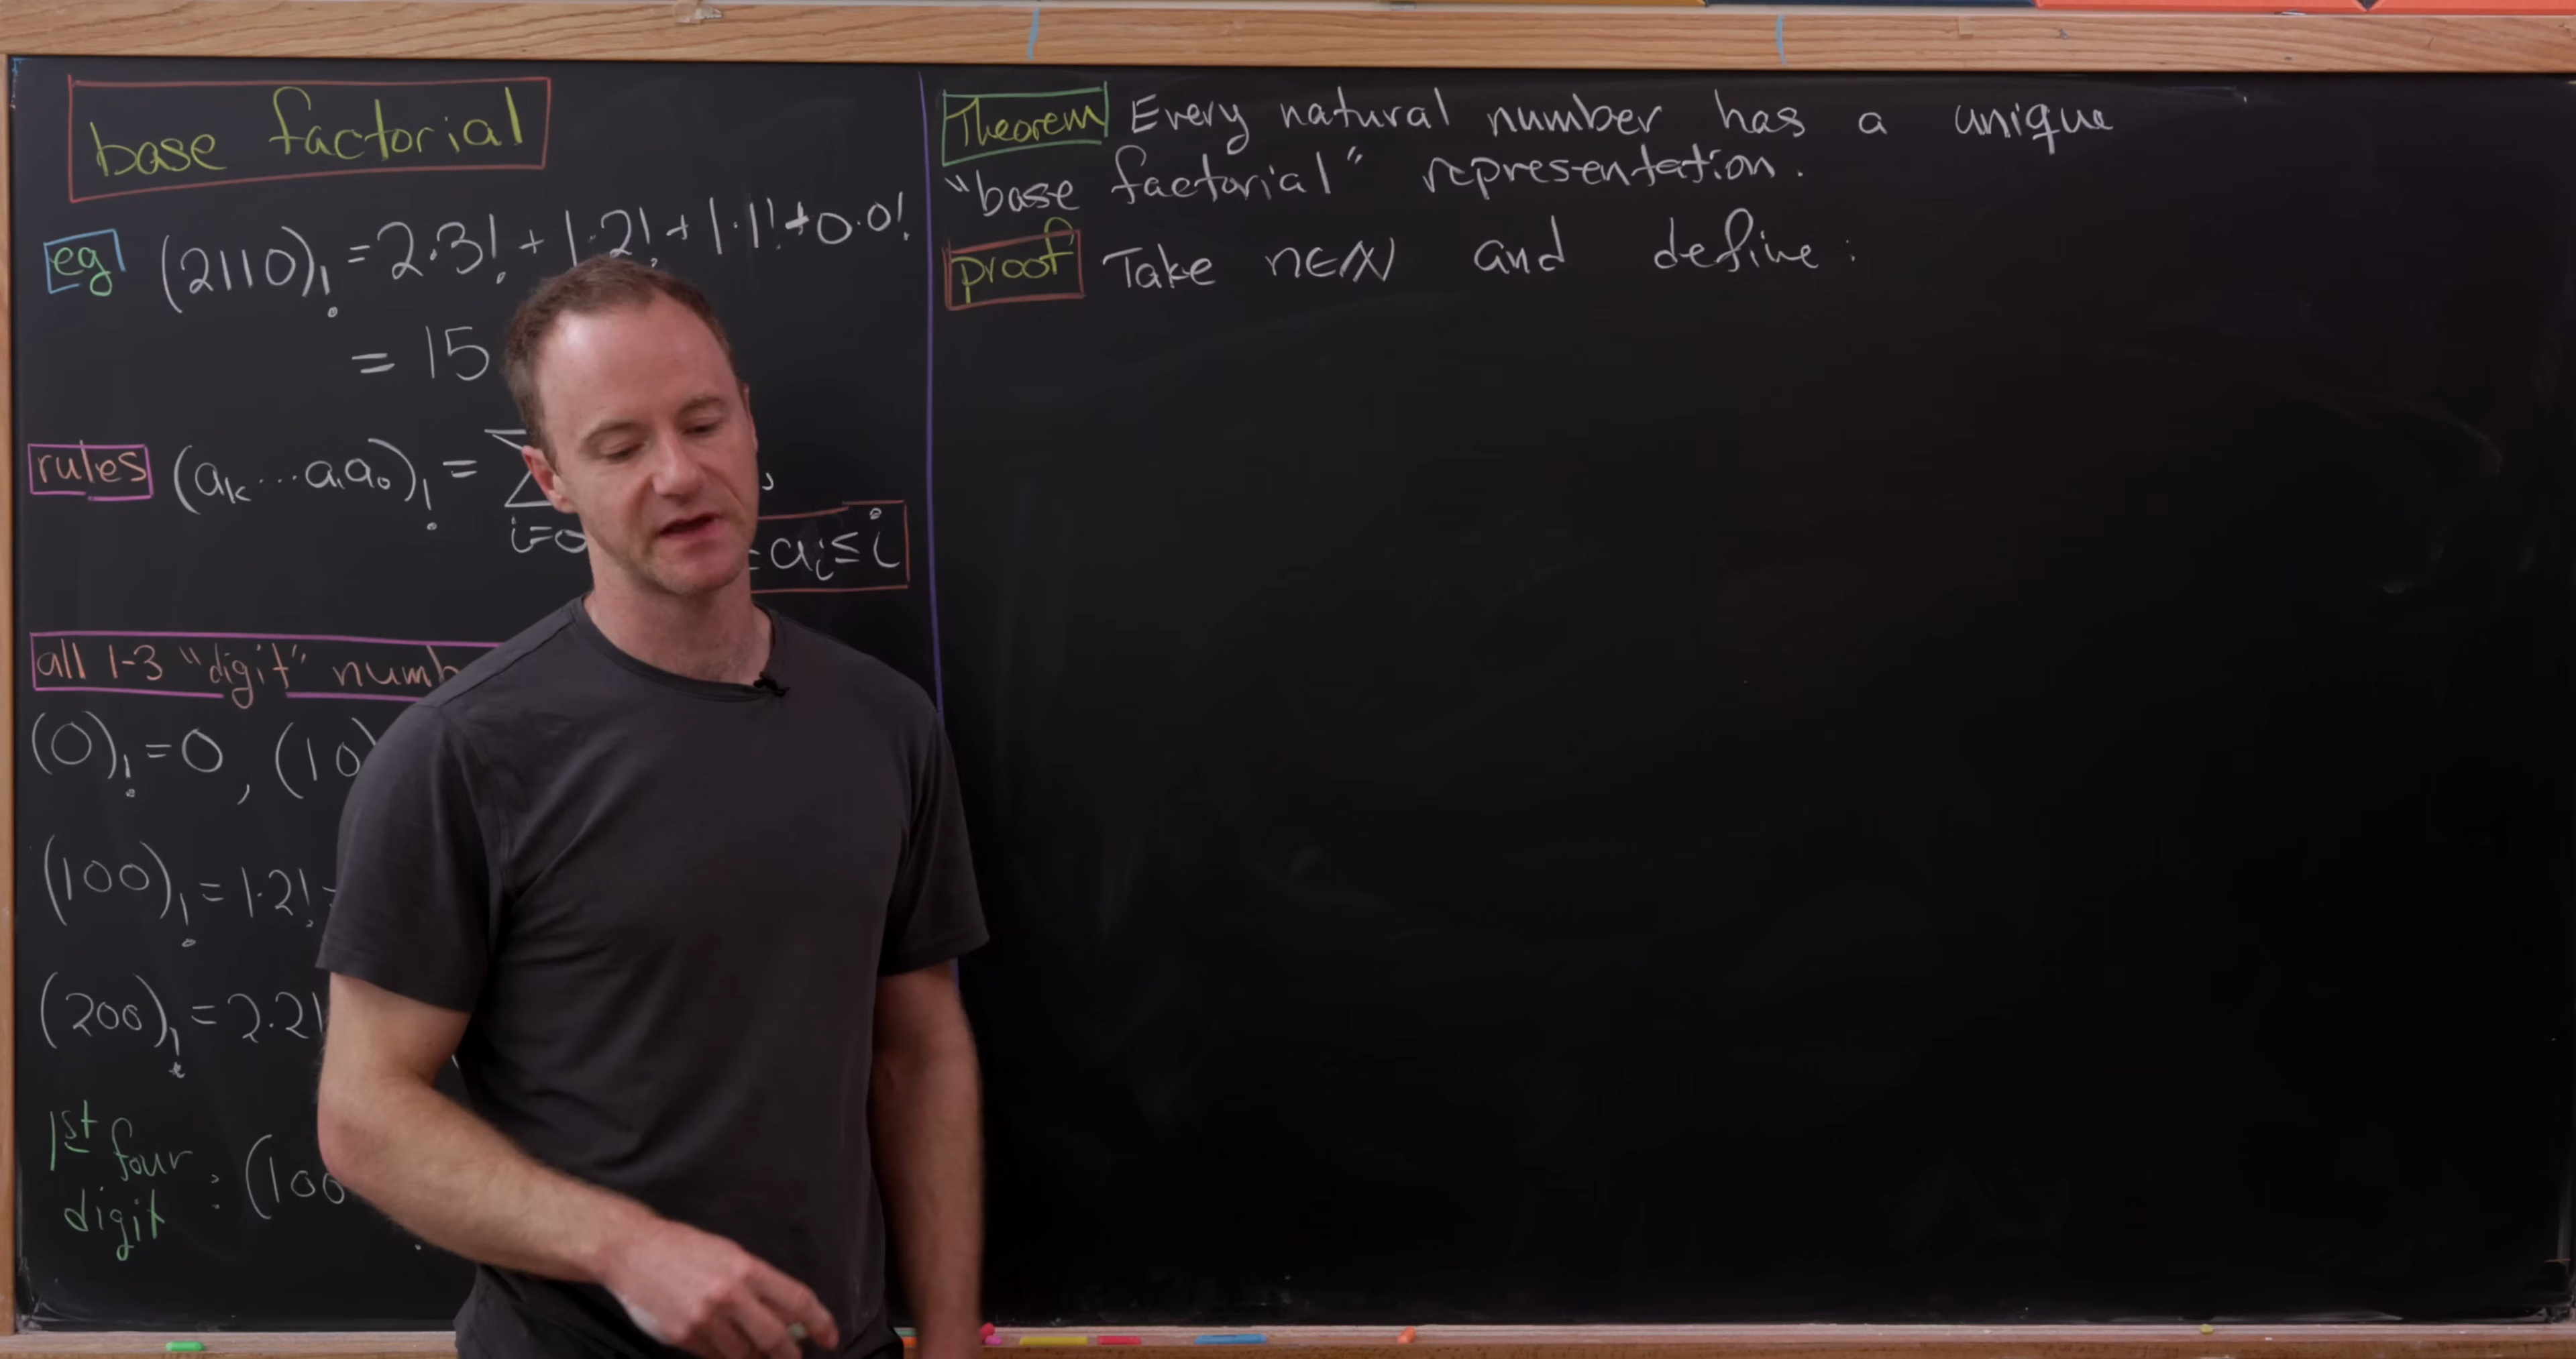 base factorial
eg (2110)! = 2·3! + 1·2! + 1·1! + 0·0!
= 15
rules (aₖ...a₁a₀)! =
i=0
aᵢ ≤ i
all 1-3 "digit"
(0)! = 0, (10)
(100)! = 1·2!
(200)! = 2·2!
1st four
digit : (100
Theorem Every natural number has a unique
"base factorial" representation.
proof Take n∈ℕ and define: